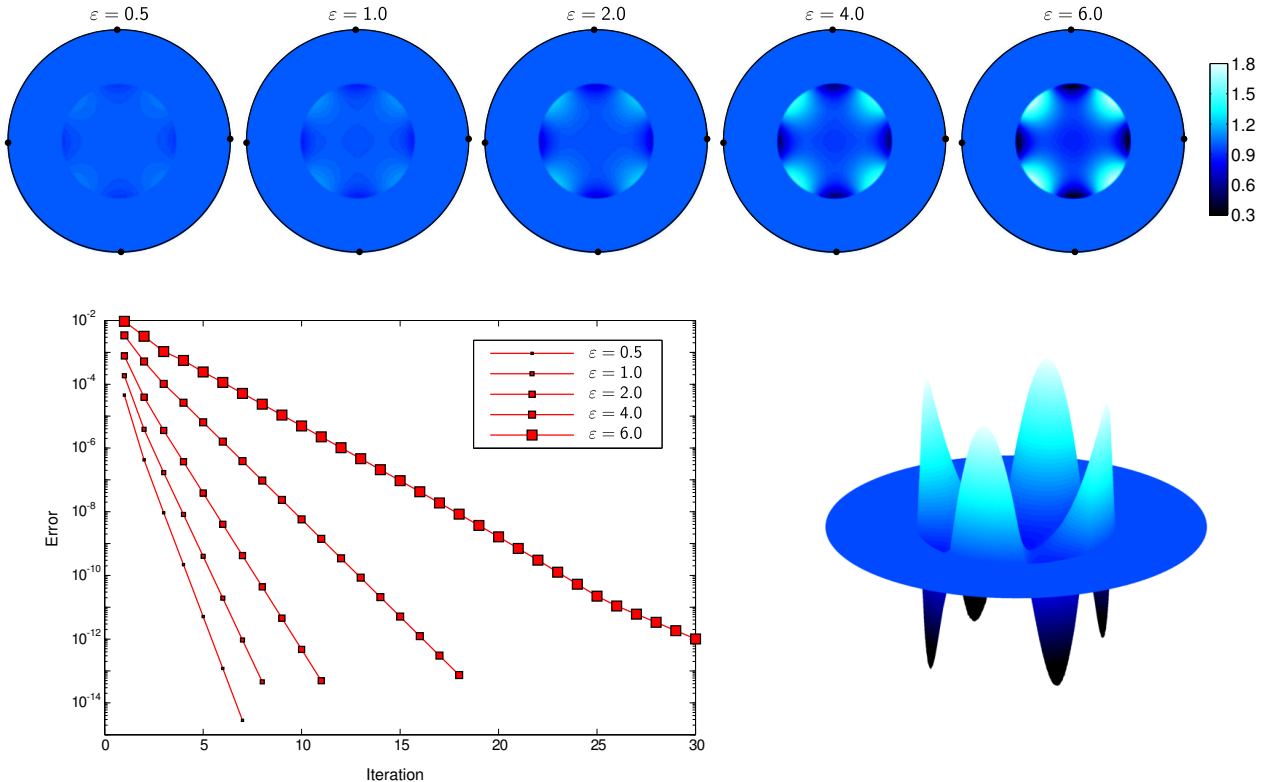 ε = 0.5
ε = 1.0
ε = 2.0
ε = 4.0
ε = 6.0
1.8
1.5
1.2
0.9
0.6
0.3
10^-2
10^-4
10^-6
10^-8
10^-10
10^-12
10^-14
Error
0
5
10
15
20
25
30
Iteration
ε = 0.5
ε = 1.0
ε = 2.0
ε = 4.0
ε = 6.0